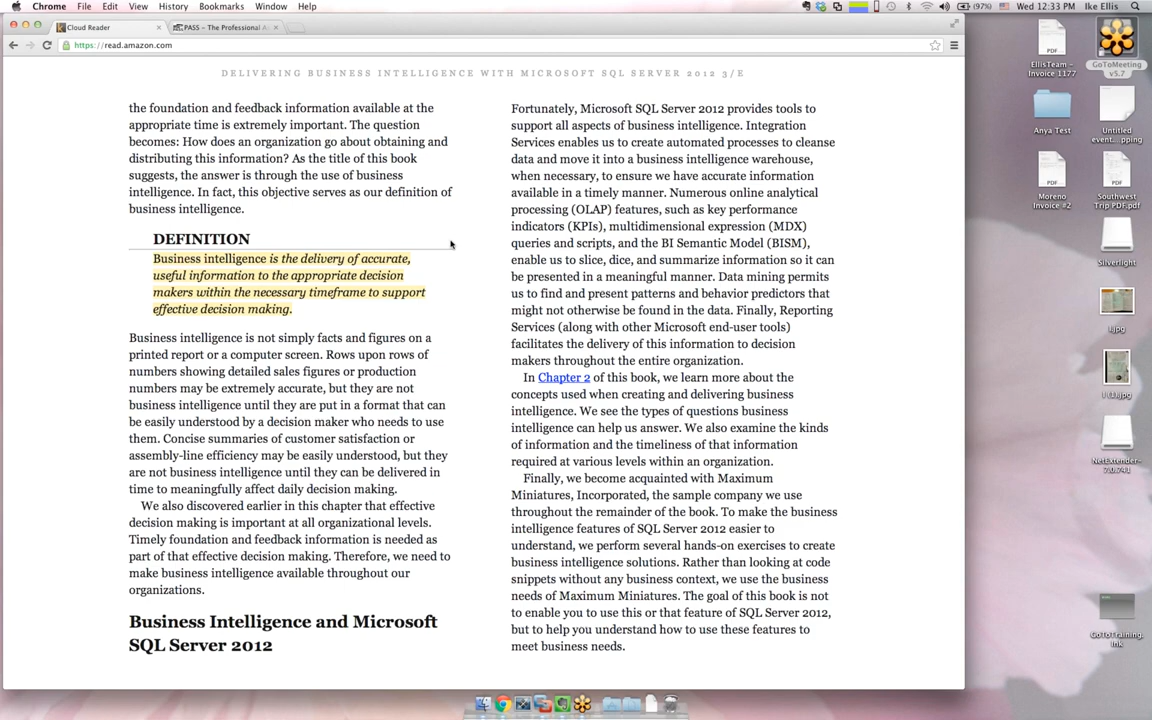 Chrome File Edit View History Bookmarks Window Help
(97%) Wed 12:33 PM Ike Ellis
Cloud Reader
PASS – The Professional A
https://read.amazon.com
DELIVERING BUSINESS INTELLIGENCE WITH MICROSOFT SQL SERVER 2012 3/E
the foundation and feedback information available at the
appropriate time is extremely important. The question
becomes: How does an organization go about obtaining and
distributing this information? As the title of this book
suggests, the answer is through the use of business
intelligence. In fact, this objective serves as our definition of
business intelligence.
DEFINITION
Business intelligence is the delivery of accurate,
useful information to the appropriate decision
makers within the necessary timeframe to support
effective decision making.
Business intelligence is not simply facts and figures on a
printed report or a computer screen. Rows upon rows of
numbers showing detailed sales figures or production
numbers may be extremely accurate, but they are not
business intelligence until they are put in a format that can
be easily understood by a decision maker who needs to use
them. Concise summaries of customer satisfaction or
assembly-line efficiency may be easily understood, but they
are not business intelligence until they can be delivered in
time to meaningfully affect daily decision making.
We also discovered earlier in this chapter that effective
decision making is important at all organizational levels.
Timely foundation and feedback information is needed as
part of that effective decision making. Therefore, we need to
make business intelligence available throughout our
organizations.
Business Intelligence and Microsoft
SQL Server 2012
Fortunately, Microsoft SQL Server 2012 provides tools to
support all aspects of business intelligence. Integration
Services enables us to create automated processes to cleanse
data and move it into a business intelligence warehouse,
when necessary, to ensure we have accurate information
available in a timely manner. Numerous online analytical
processing (OLAP) features, such as key performance
indicators (KPIs), multidimensional expression (MDX)
queries and scripts, and the BI Semantic Model (BISM),
enable us to slice, dice, and summarize information so it can
be presented in a meaningful manner. Data mining permits
us to find and present patterns and behavior predictors that
might not otherwise be found in the data. Finally, Reporting
Services (along with other Microsoft end-user tools)
facilitates the delivery of this information to decision
makers throughout the entire organization.
In Chapter 2 of this book, we learn more about the
concepts used when creating and delivering business
intelligence. We see the types of questions business
intelligence can help us answer. We also examine the kinds
of information and the timeliness of that information
required at various levels within an organization.
Finally, we become acquainted with Maximum
Miniatures, Incorporated, the sample company we use
throughout the remainder of the book. To make the business
intelligence features of SQL Server 2012 easier to
understand, we perform several hands-on exercises to create
business intelligence solutions. Rather than looking at code
snippets without any business context, we use the business
needs of Maximum Miniatures. The goal of this book is not
to enable you to use this or that feature of SQL Server 2012,
but to help you understand how to use these features to
meet business needs.
PDF
EllisTeam –
Invoice 1177
GoToMeeting
v5.7
Anya Test
Untitled
event....pping
PDF
Moreno
Invoice #2
PDF
Southwest
Trip PDF.pdf
Silverlight
NetExtender-
7.0.741
GoToTraining.
lnk